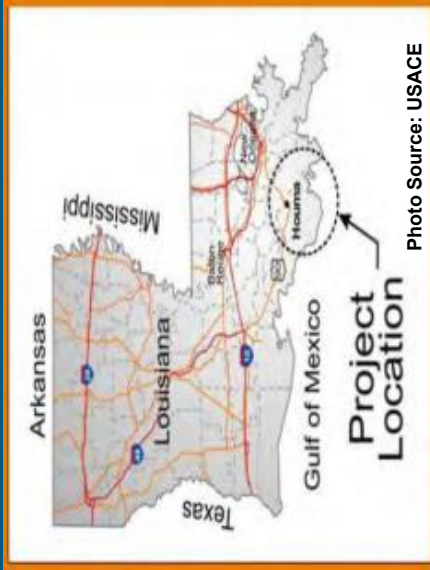 Arkansas
Mississippi
Louisiana
Texas
Baton
Rouge
New
Orleans
Houma
Gulf of Mexico
Project
Location
Photo Source: USACE